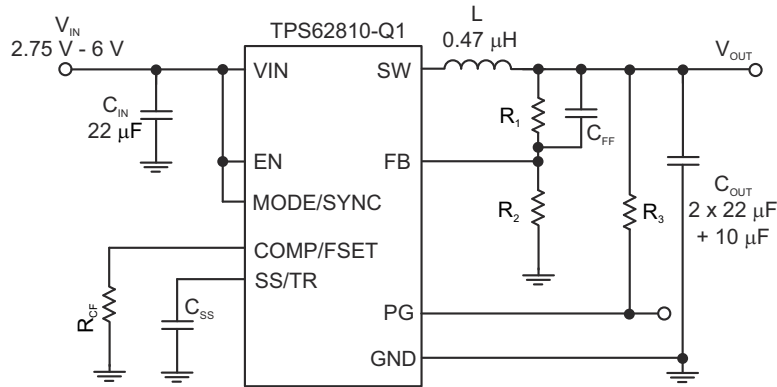 TPS62810-Q1
V_IN
2.75 V - 6 V
L
0.47 µH
V_OUT
VIN
SW
C_IN
22 µF
R_1
C_FF
EN
FB
MODE/SYNC
R_2
R_3
C_OUT
2 x 22 µF
+ 10 µF
COMP/FSET
SS/TR
R_CF
C_SS
PG
GND